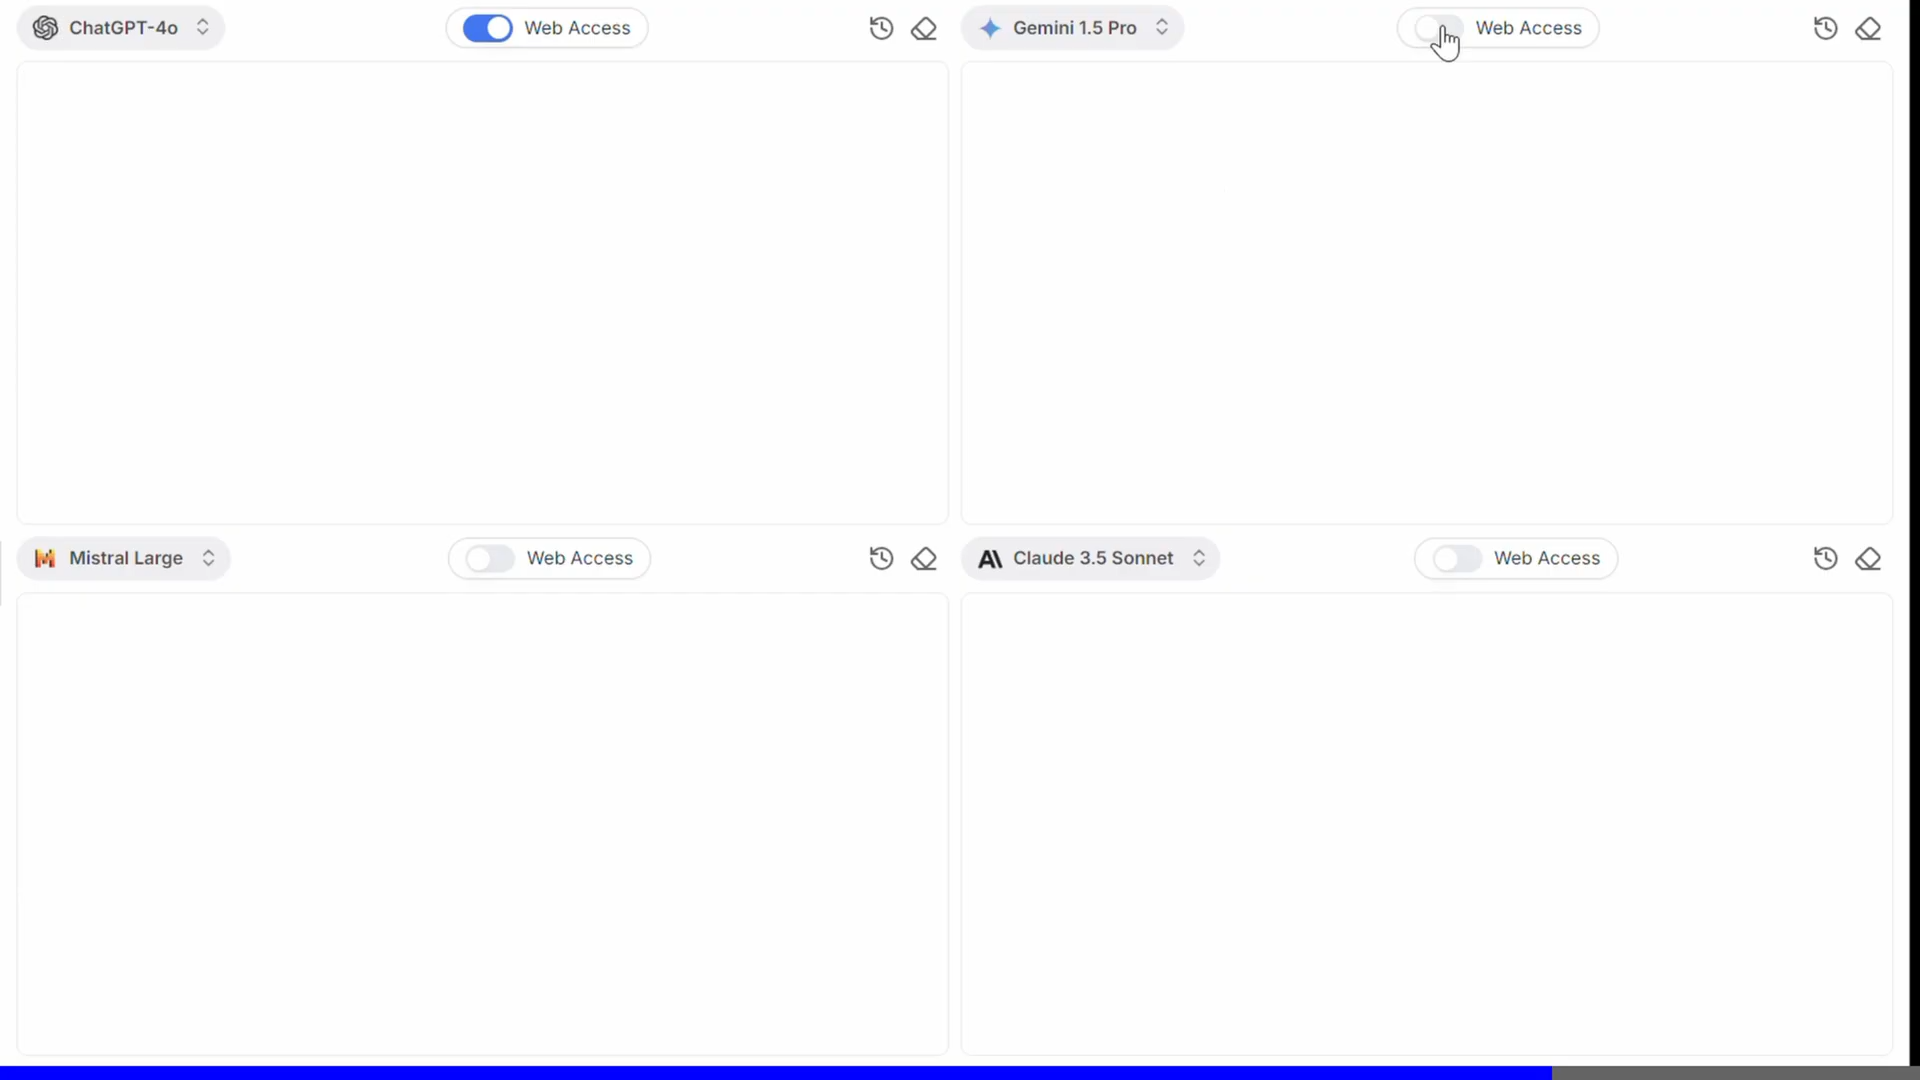 ChatGPT-4o
Web Access
Gemini 1.5 Pro
Web Access
Mistral Large
Web Access
Claude 3.5 Sonnet
Web Access